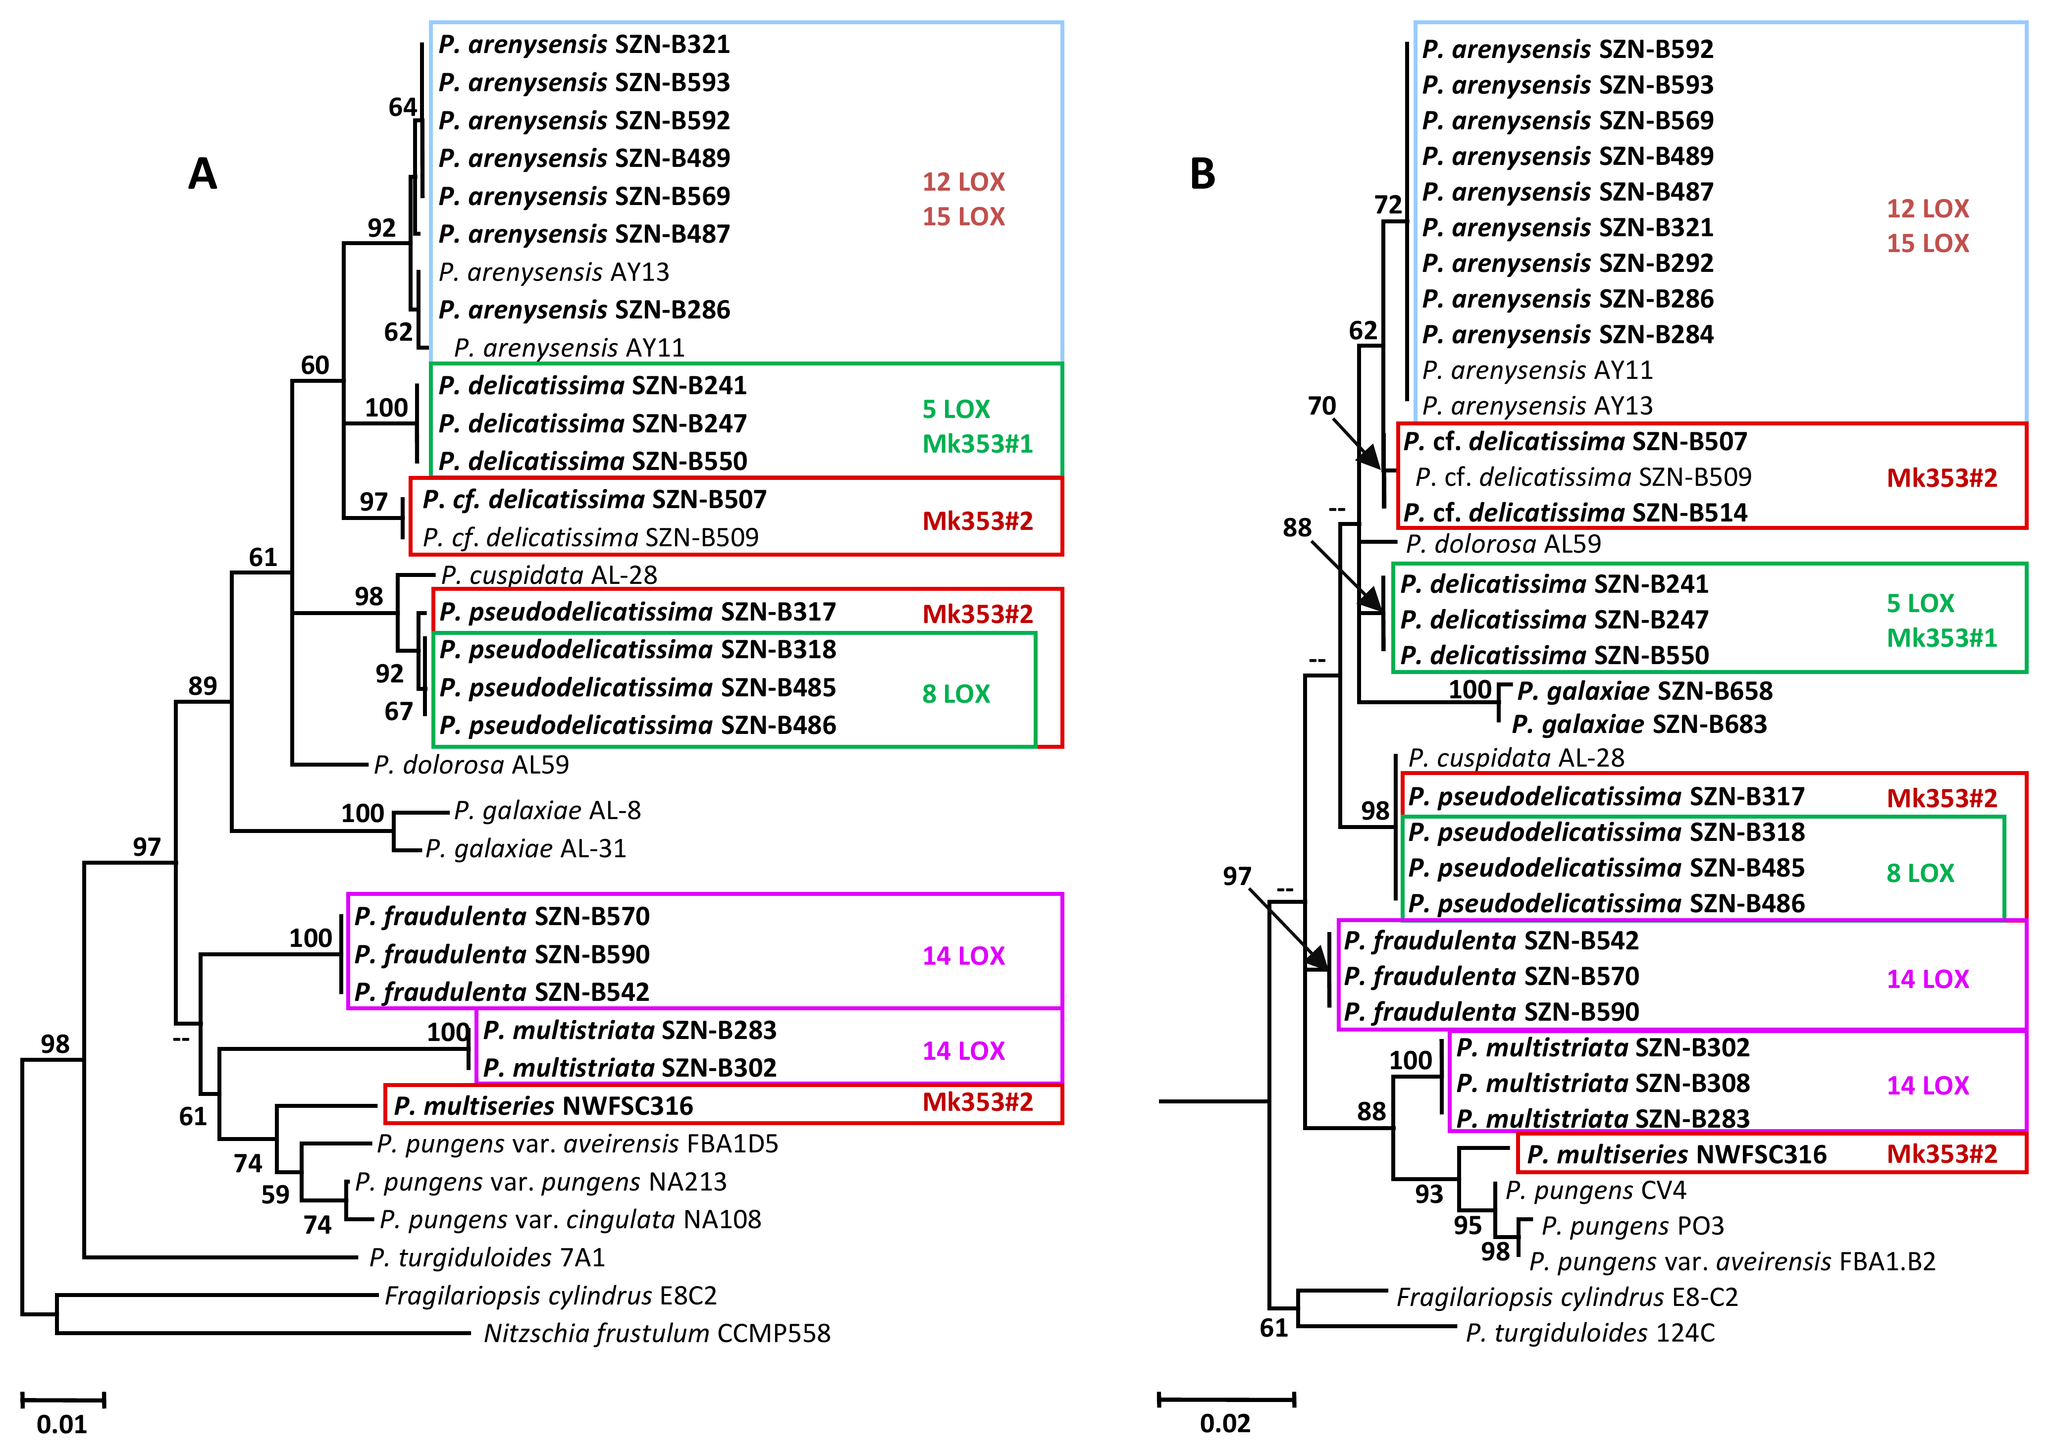 A
P. arenysensis SZN-B321
P. arenysensis SZN-B593
64
P. arenysensis SZN-B592
P. arenysensis SZN-B489
12 LOX
P. arenysensis SZN-B569
15 LOX
92
P. arenysensis SZN-B487
P. arenysensis AY13
P. arenysensis SZN-B286
62
P. arenysensis AY11
60
P. delicatissima SZN-B241
100
P. delicatissima SZN-B247
5 LOX
Mk353#1
P. delicatissima SZN-B550
97
P. cf. delicatissima SZN-B507
Mk353#2
P. cf. delicatissima SZN-B509
61
P. cuspidata AL-28
98
P. pseudodelicatissima SZN-B317
Mk353#2
P. pseudodelicatissima SZN-B318
92
P. pseudodelicatissima SZN-B485
8 LOX
67
P. pseudodelicatissima SZN-B486
89
P. dolorosa AL59
100
P. galaxiae AL-8
P. galaxiae AL-31
97
P. fraudulenta SZN-B570
100
P. fraudulenta SZN-B590
14 LOX
P. fraudulenta SZN-B542
--
100
P. multistriata SZN-B283
14 LOX
P. multistriata SZN-B302
98
61
P. multiseries NWFSC316
Mk353#2
P. pungens var. aveirensis FBA1D5
74
P. pungens var. pungens NA213
59
P. pungens var. cingulata NA108
74
P. turgiduloides 7A1
Fragilariopsis cylindrus E8C2
Nitzschia frustulum CCMP558
0.01
B
P. arenysensis SZN-B592
P. arenysensis SZN-B593
P. arenysensis SZN-B569
P. arenysensis SZN-B489
72
P. arenysensis SZN-B487
12 LOX
P. arenysensis SZN-B321
15 LOX
P. arenysensis SZN-B292
P. arenysensis SZN-B286
62
P. arenysensis SZN-B284
P. arenysensis AY11
70
P. arenysensis AY13
P. cf. delicatissima SZN-B507
P. cf. delicatissima SZN-B509
Mk353#2
--
P. cf. delicatissima SZN-B514
88
P. dolorosa AL59
P. delicatissima SZN-B241
5 LOX
P. delicatissima SZN-B247
Mk353#1
P. delicatissima SZN-B550
--
100
P. galaxiae SZN-B658
P. galaxiae SZN-B683
P. cuspidata AL-28
98
P. pseudodelicatissima SZN-B317
Mk353#2
P. pseudodelicatissima SZN-B318
P. pseudodelicatissima SZN-B485
8 LOX
97
--
P. pseudodelicatissima SZN-B486
P. fraudulenta SZN-B542
P. fraudulenta SZN-B570
14 LOX
P. fraudulenta SZN-B590
100
P. multistriata SZN-B302
P. multistriata SZN-B308
14 LOX
88
P. multistriata SZN-B283
P. multiseries NWFSC316
Mk353#2
93
P. pungens CV4
95
P. pungens PO3
98
P. pungens var. aveirensis FBA1.B2
Fragilariopsis cylindrus E8-C2
61
P. turgiduloides 124C
0.02